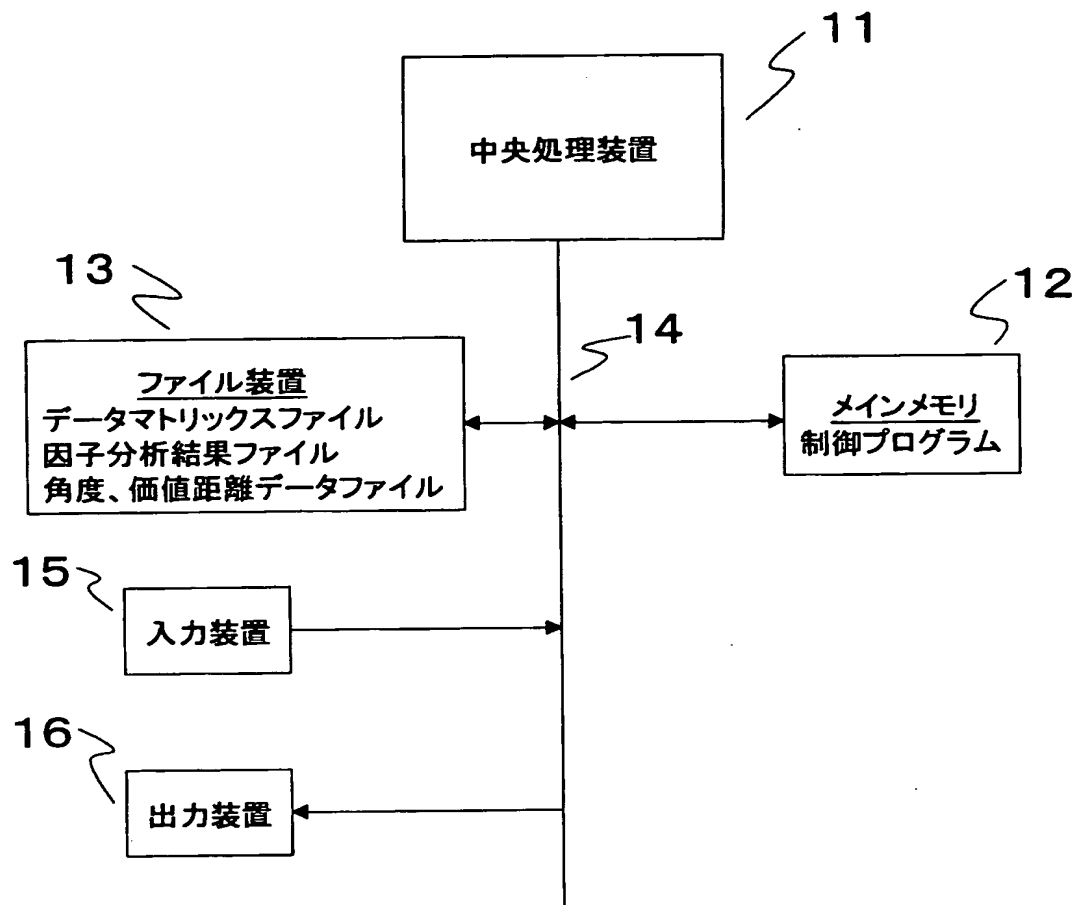 11
中央処理装置
13
ファイル装置
データマトリックスファイル
因子分析結果ファイル
角度、価値距離データファイル
14
12
メインメモリ
制御プログラム
15
入力装置
16
出力装置